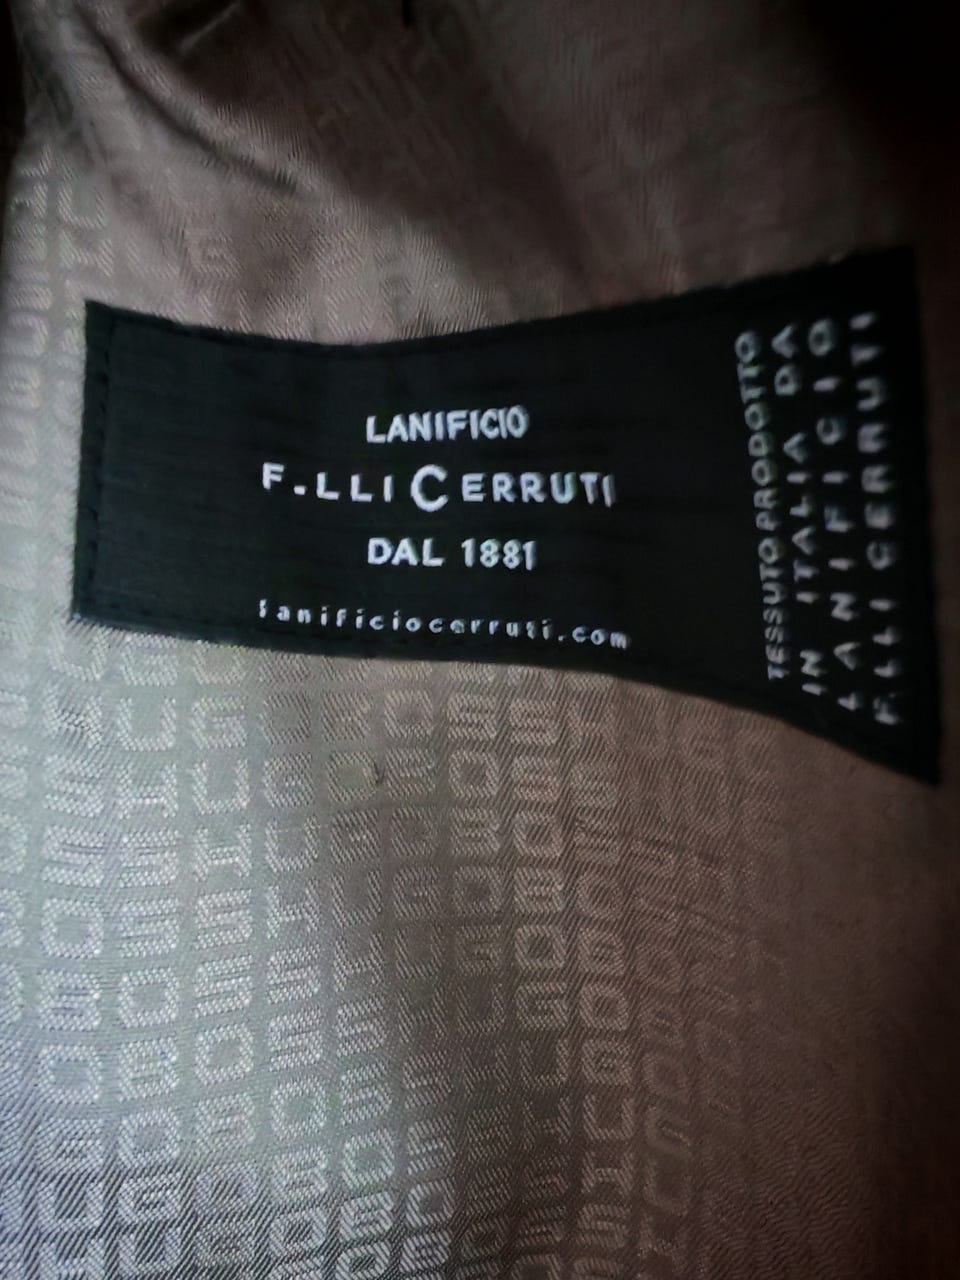 LANIFICIO
F.LLI CERRUTI
DAL 1881
lanificiocerruti.com
TESSUTO PRODOTTO
IN ITALIA DA
LANIFICIO
F.LLI CERRUTI